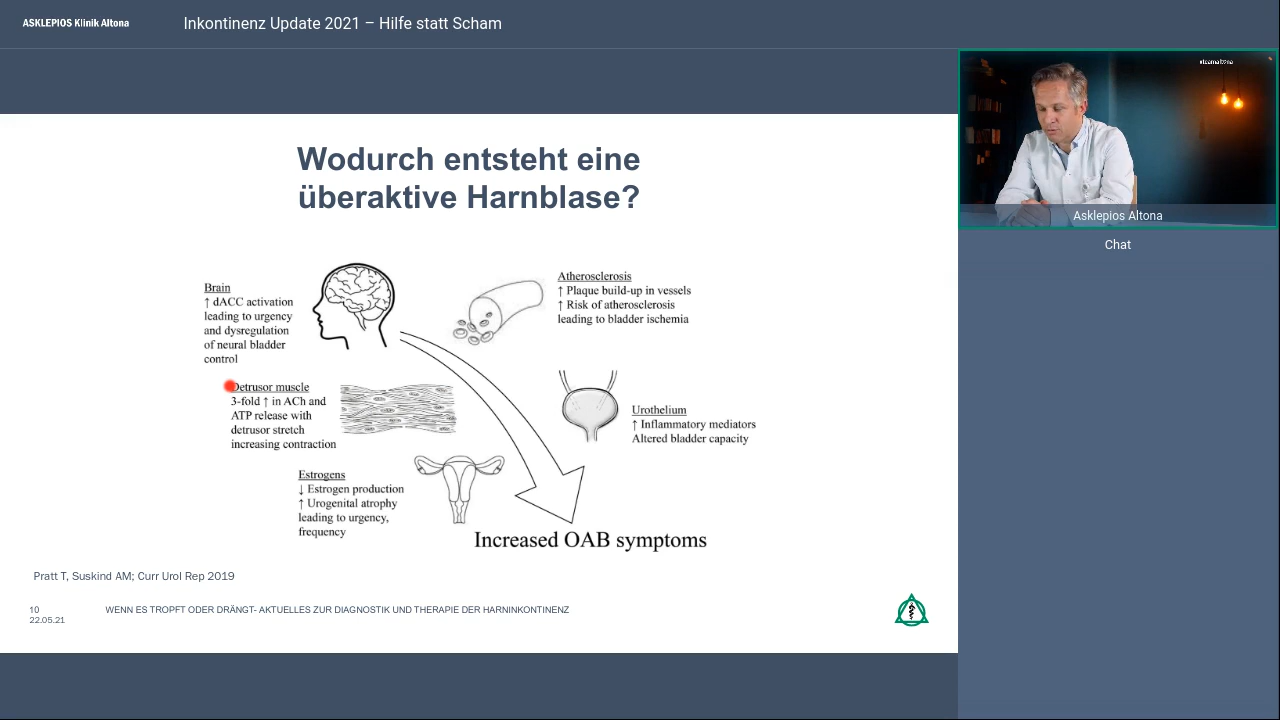 ASKLEPIOS Klinik Altona
Inkontinenz Update 2021 – Hilfe statt Scham
#teamaltona
Asklepios Altona
Chat
Wodurch entsteht eine
überaktive Harnblase?
Brain
↑ dACC activation
leading to urgency
and dysregulation
of neural bladder
control
Atherosclerosis
↑ Plaque build-up in vessels
↑ Risk of atherosclerosis
leading to bladder ischemia
Detrusor muscle
3-fold ↑ in ACh and
ATP release with
detrusor stretch
increasing contraction
Urothelium
↑ Inflammatory mediators
Altered bladder capacity
Estrogens
↓ Estrogen production
↑ Urogenital atrophy
leading to urgency,
frequency
Increased OAB symptoms
Pratt T, Suskind AM; Curr Urol Rep 2019
10
22.05.21
WENN ES TROPFT ODER DRÄNGT- AKTUELLES ZUR DIAGNOSTIK UND THERAPIE DER HARNINKONTINENZ